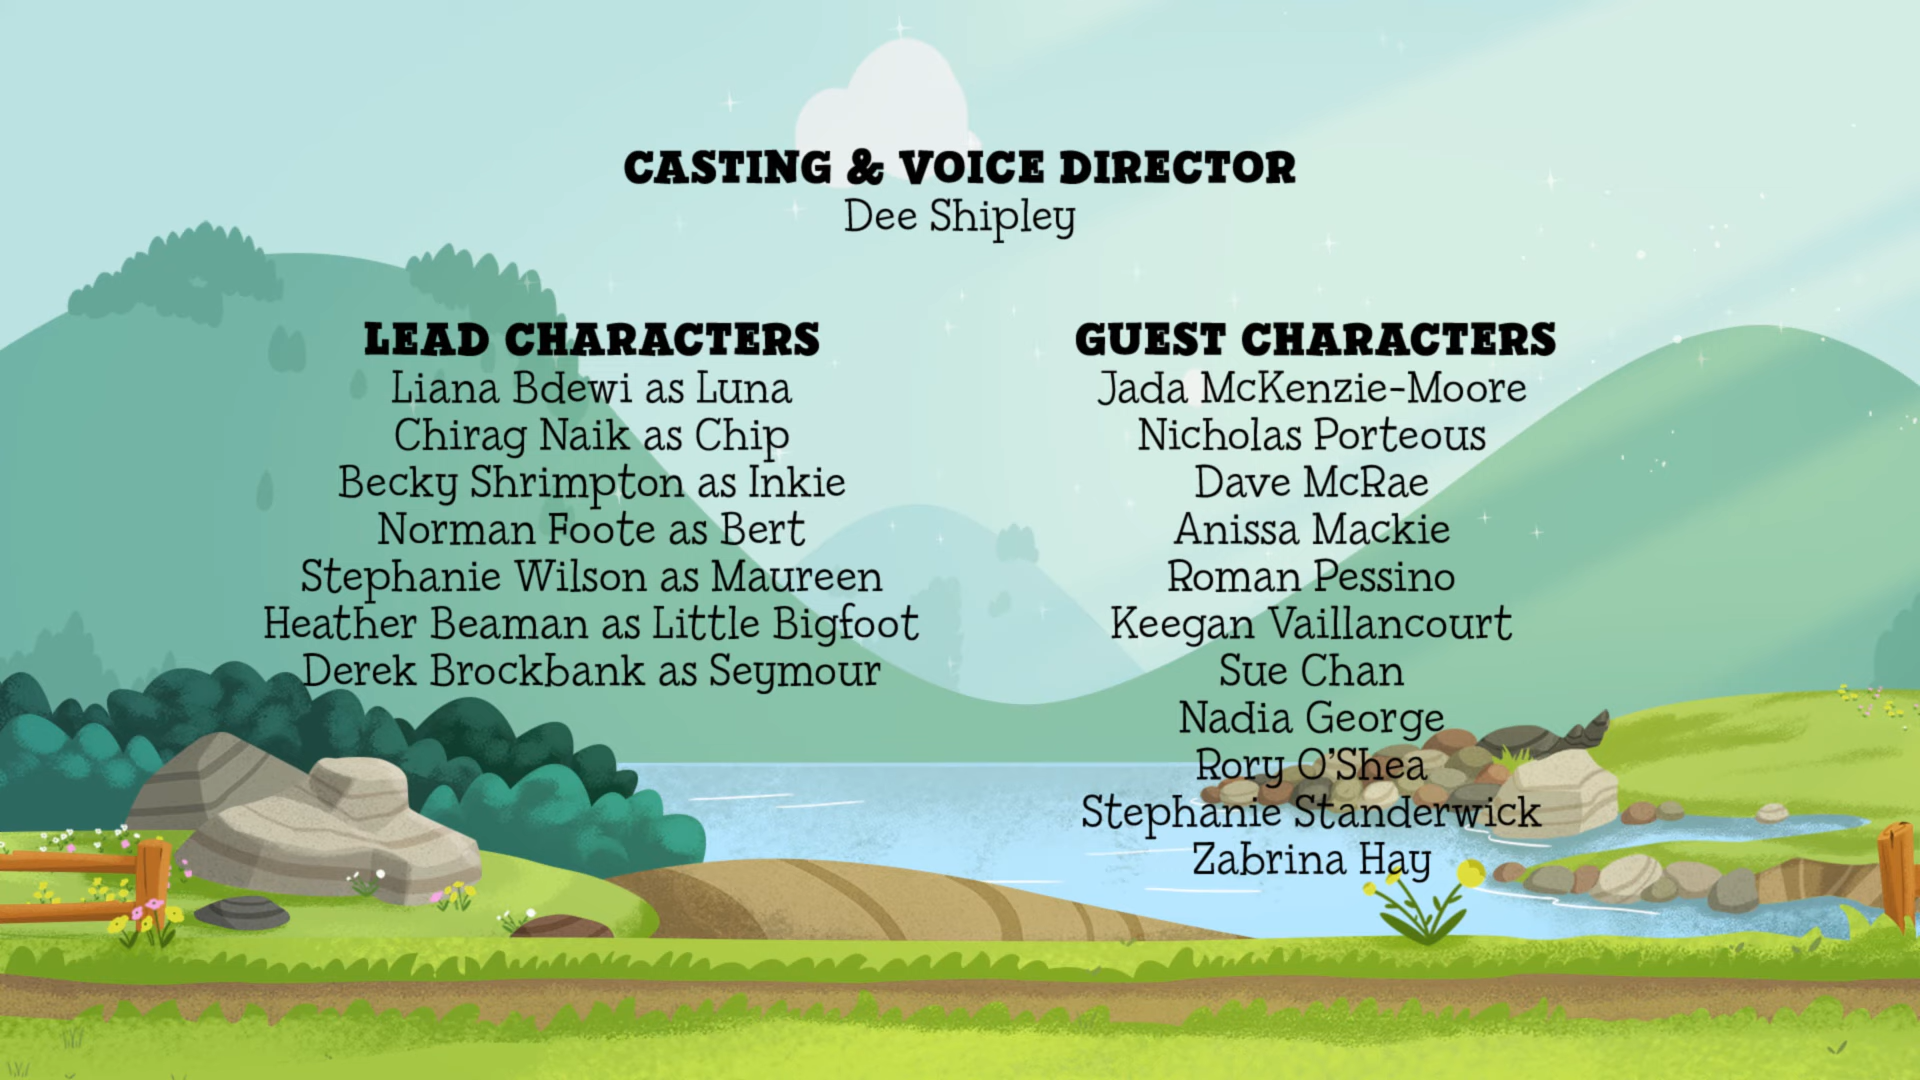 CASTING & VOICE DIRECTOR
Dee Shipley
LEAD CHARACTERS
Liana Bdewi as Luna
Chirag Naik as Chip
Becky Shrimpton as Inkie
Norman Foote as Bert
Stephanie Wilson as Maureen
Heather Beaman as Little Bigfoot
Derek Brockbank as Seymour
GUEST CHARACTERS
Jada McKenzie-Moore
Nicholas Porteous
Dave McRae
Anissa Mackie
Roman Pessino
Keegan Vaillancourt
Sue Chan
Nadia George
Rory O'Shea
Stephanie Standerwick
Zabrina Hay